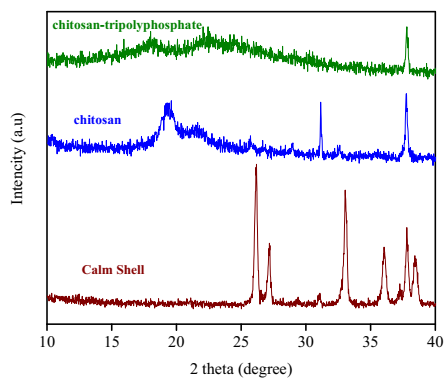 chitosan-tripolyphosphate
chitosan
Calm Shell
Intencity (a.u)
10 15 20 25 30 35 40
2 theta (degree)